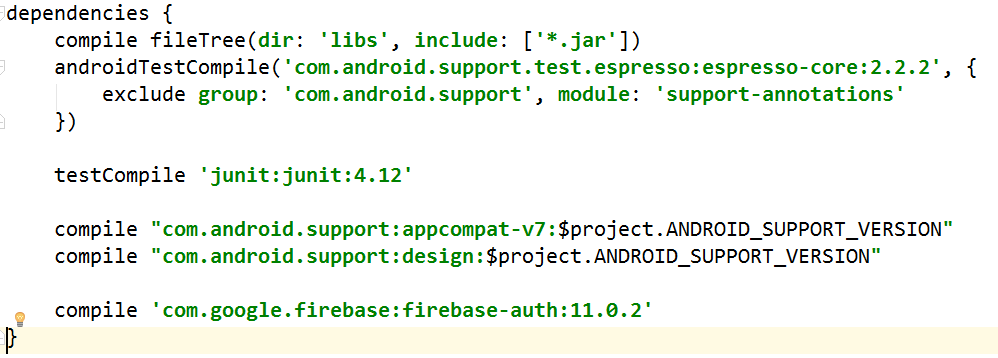 dependencies {
    compile fileTree(dir: 'libs', include: ['*.jar'])
    androidTestCompile('com.android.support.test.espresso:espresso-core:2.2.2', {
        exclude group: 'com.android.support', module: 'support-annotations'
    })

    testCompile 'junit:junit:4.12'

    compile "com.android.support:appcompat-v7:$project.ANDROID_SUPPORT_VERSION"
    compile "com.android.support:design:$project.ANDROID_SUPPORT_VERSION"

    compile 'com.google.firebase:firebase-auth:11.0.2'
}